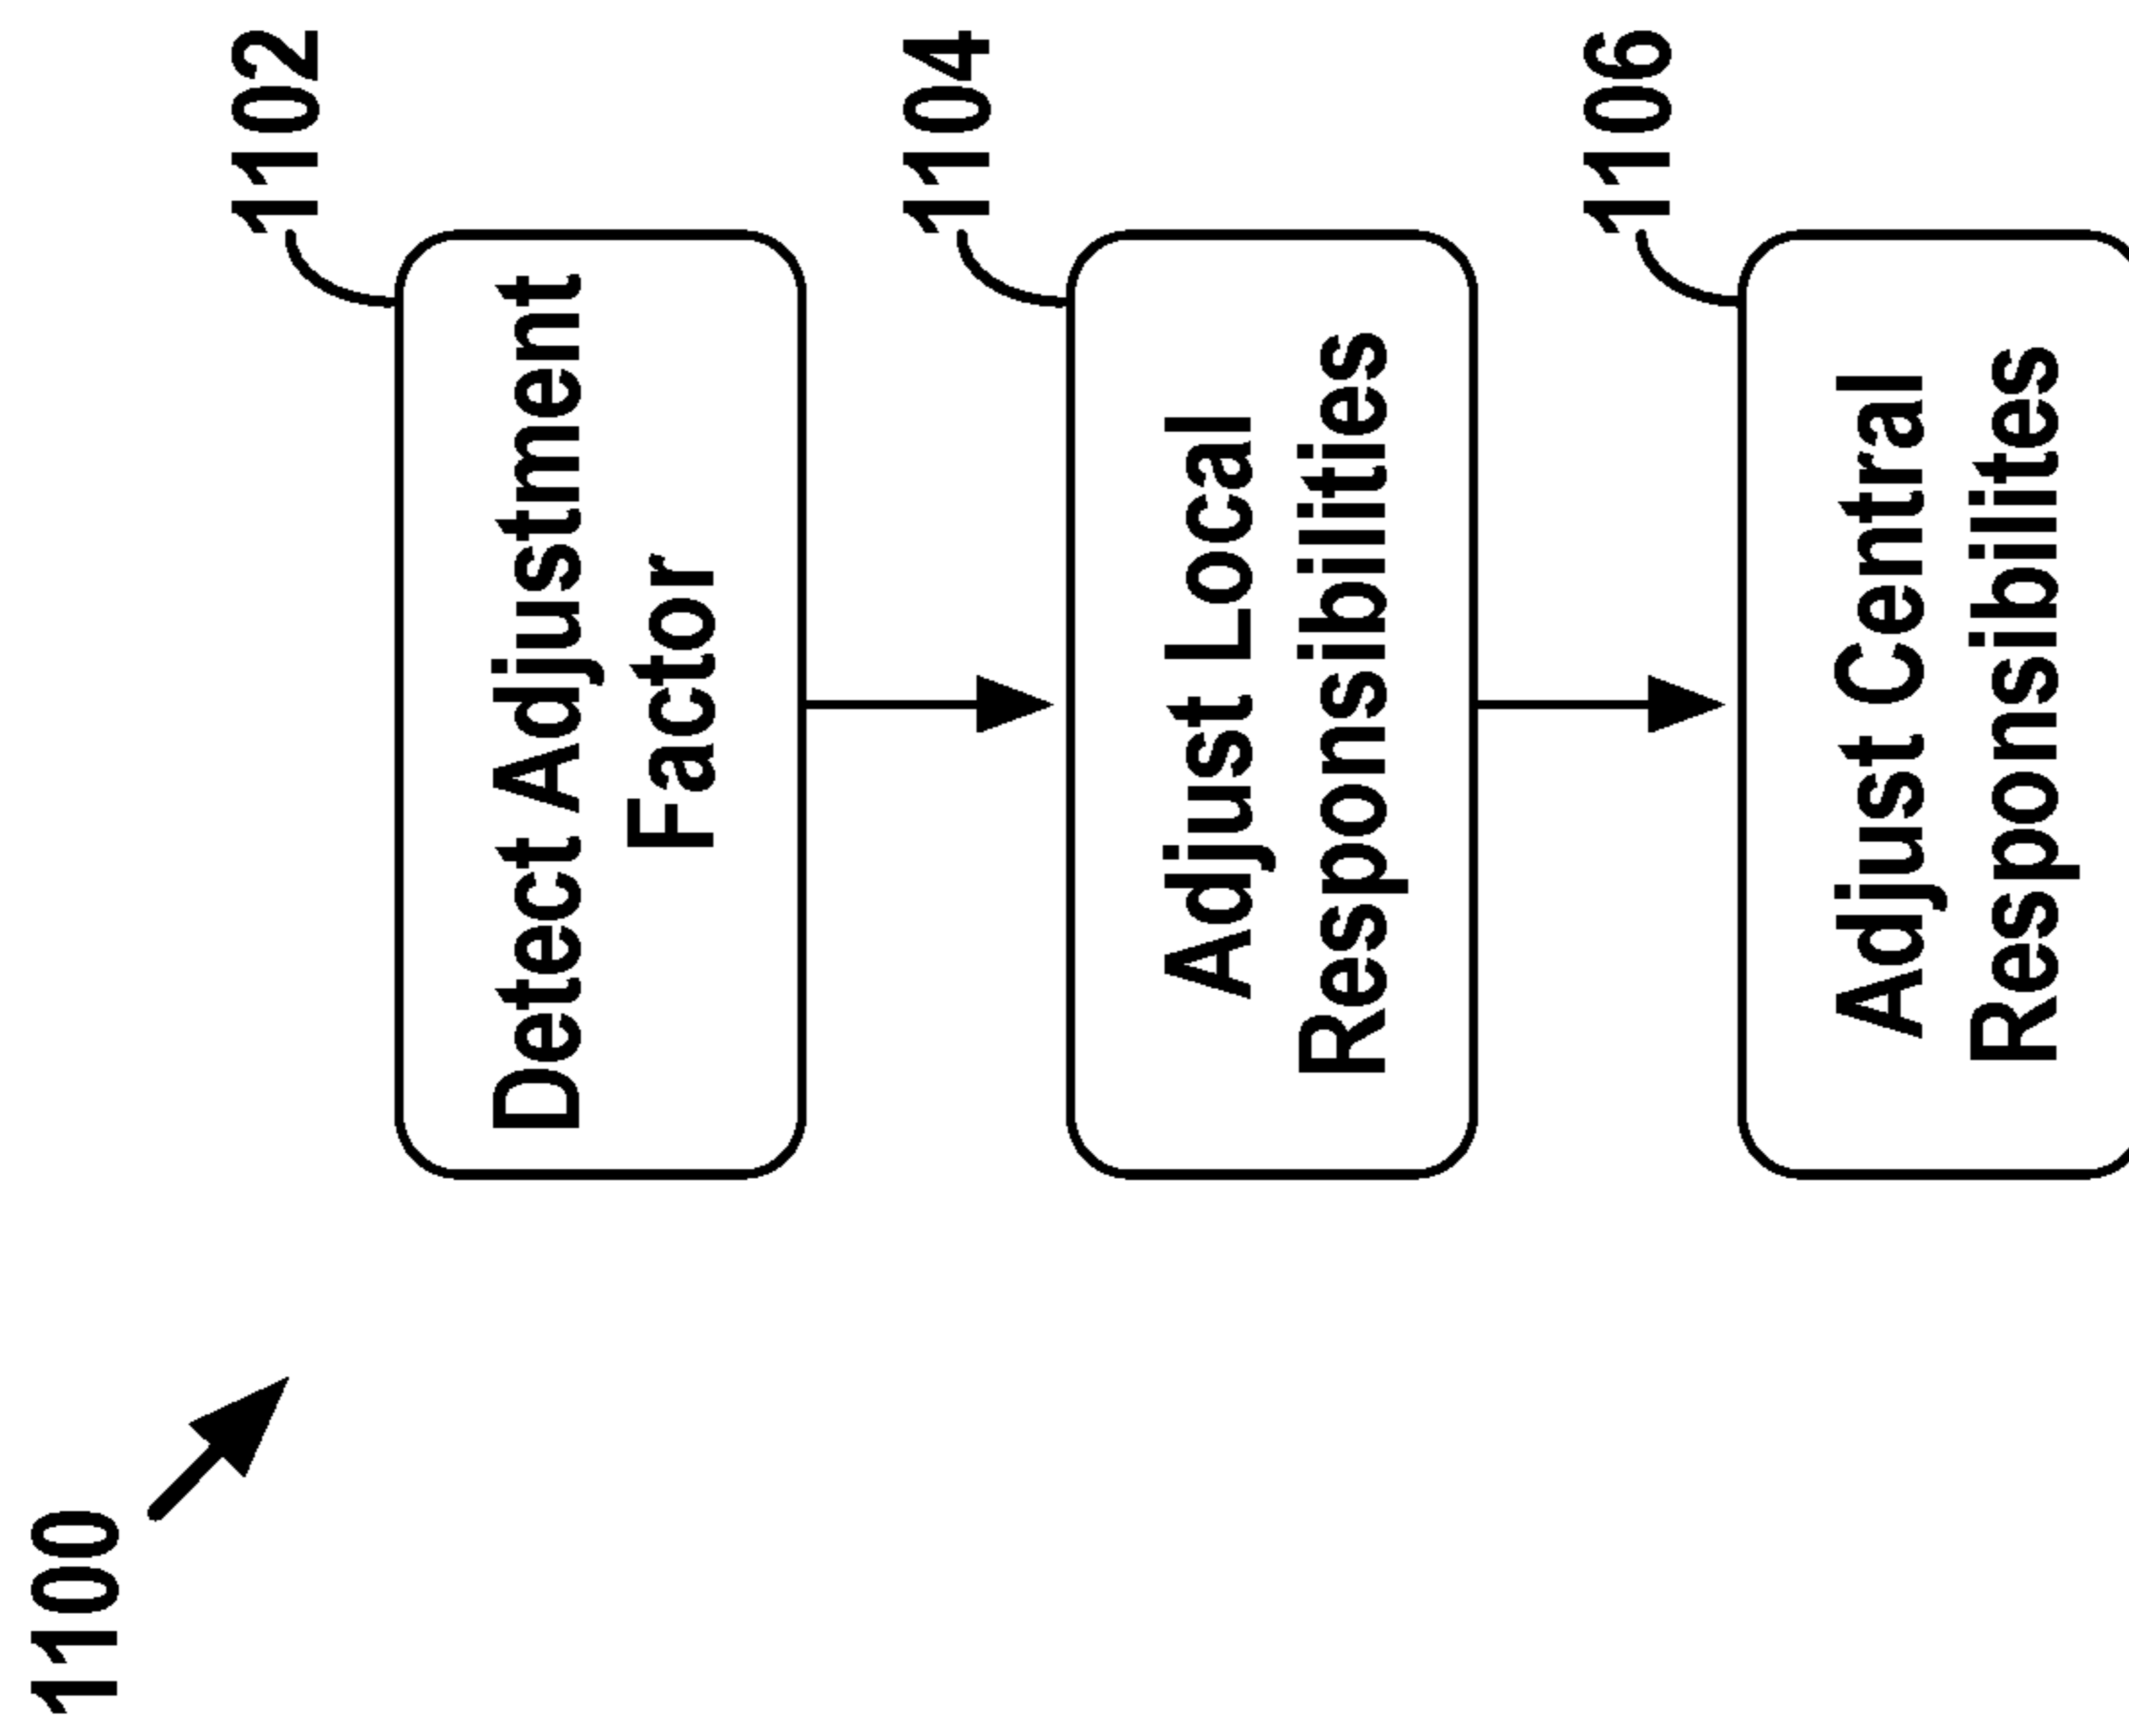 1100
1102
Detect Adjustment
Factor
1104
Adjust Local
Responsibilities
1106
Adjust Central
Responsibilites